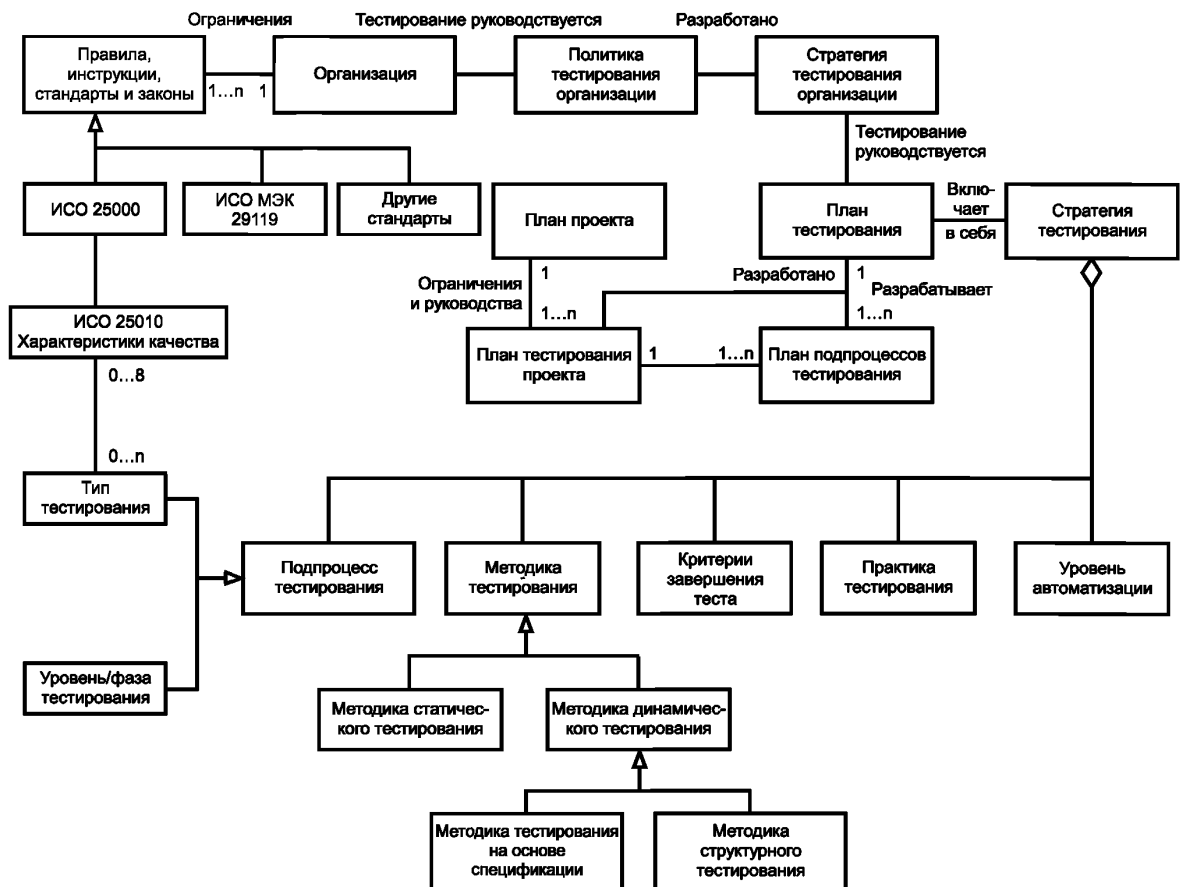 Ограничения
Тестирование руководствуется
Разработано
Правила,
инструкции,
стандарты и законы
1…n
1
Организация
Политика
тестирования
организации
Стратегия
тестирования
организации
Тестирование
руководствуется
ИСО 25000
ИСО МЭК
29119
Другие
стандарты
План проекта
План
тестирования
Вклю-
чает
в себя
Стратегия
тестирования
1
Ограничения
и руководства
1…n
Разработано
1
Разрабатывает
1…n
ИСО 25010
Характеристики качества
План тестирования
проекта
1
1…n
План подпроцессов
тестирования
0…8
0…n
Тип
тестирования
Подпроцесс
тестирования
Методика
тестирования
Критерии
завершения
теста
Практика
тестирования
Уровень
автоматизации
Уровень/фаза
тестирования
Методика статичес-
кого тестирования
Методика динамичес-
кого тестирования
Методика тестирования
на основе
спецификации
Методика
структурного
тестирования